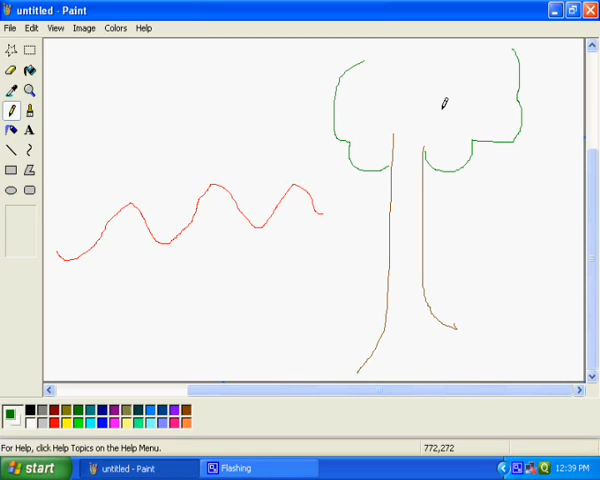 untitled - Paint
File Edit View Image Colors Help
A
For Help, click Help Topics on the Help Menu.
772,272
start
untitled - Paint
Flashing
12:39 PM